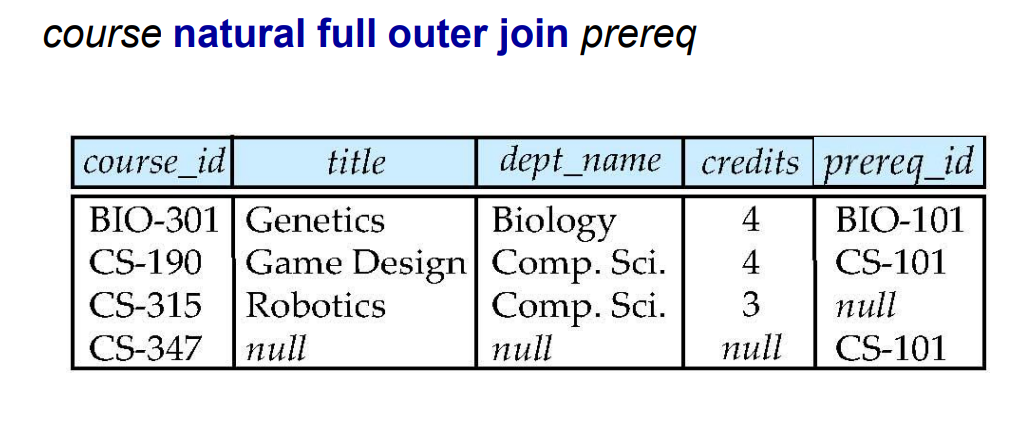 course natural full outer join prereq
course_id title dept_name credits prereq_id
BIO-301 Genetics Biology 4 BIO-101
CS-190 Game Design Comp. Sci. 4 CS-101
CS-315 Robotics Comp. Sci. 3 null
CS-347 null null null CS-101